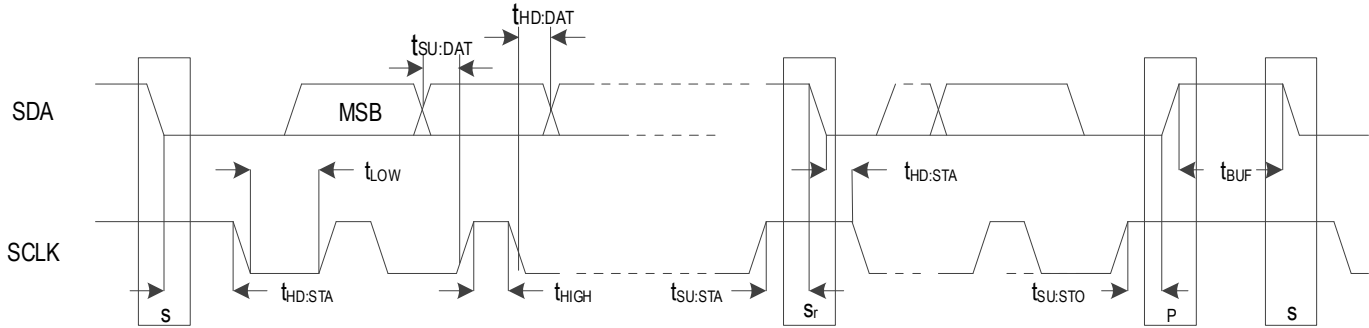 tHD:DAT
tSU:DAT
SDA
MSB
tLOW
tHD:STA
tBUF
SCLK
tHD:STA
tHIGH
tSU:STA
tSU:STO
S
Sr
P
S